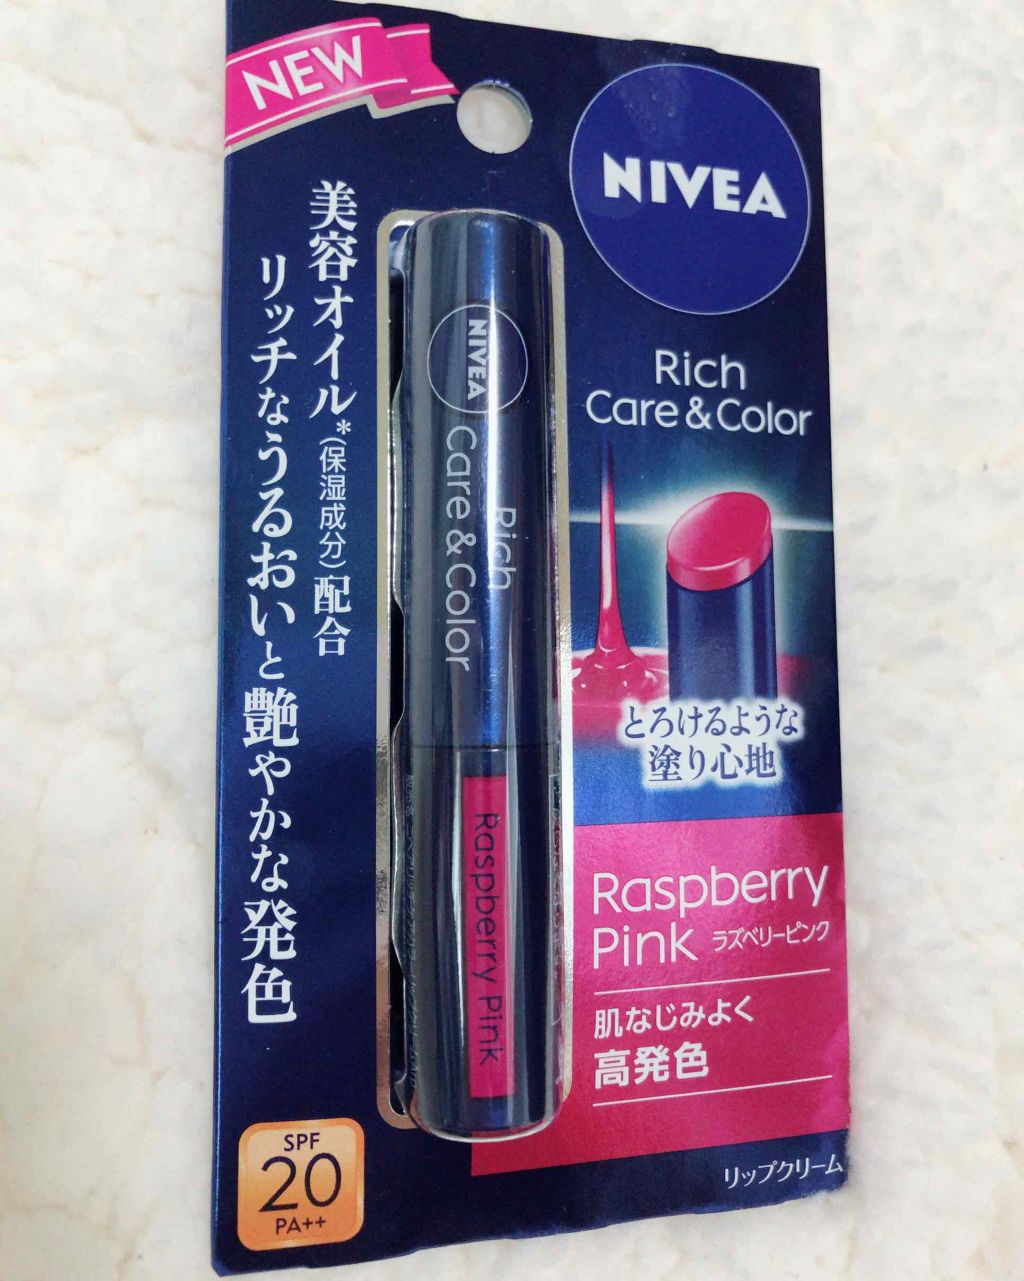 NEW
NIVEA
美容オイル*(保湿成分)配合
リッチなうるおいと艶やかな発色
NIVEA
Rich
Care & Color
Raspberry Pink
Rich
Care & Color
とろけるような
塗り心地
Raspberry
Pink ラズベリーピンク
肌なじみよく
高発色
SPF
20
PA++
リップクリーム